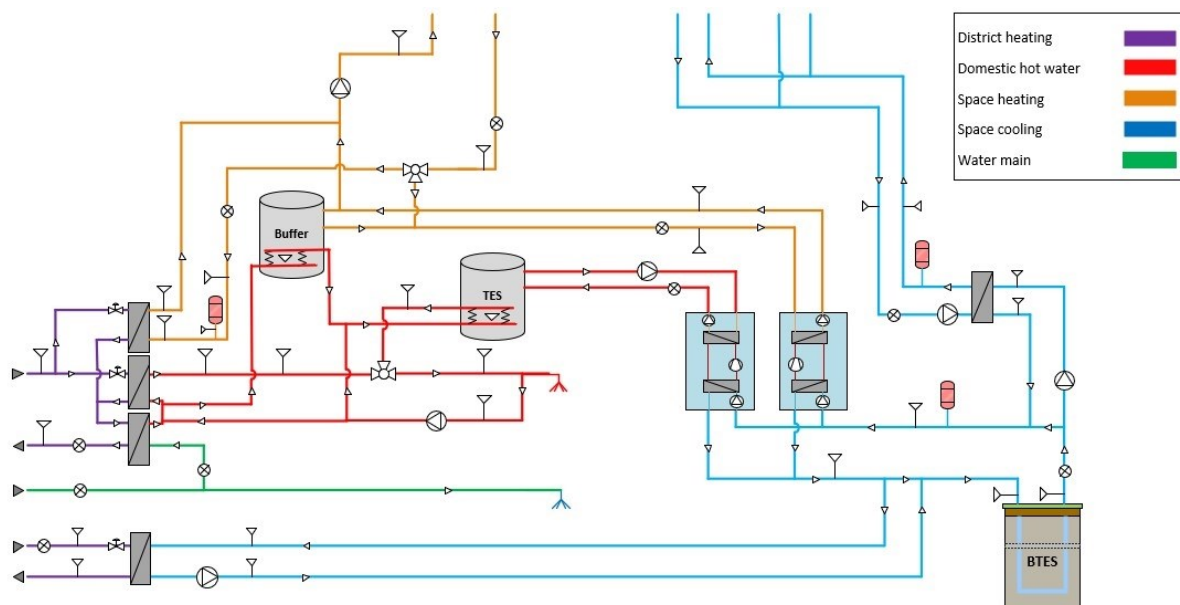 District heating
Domestic hot water
Space heating
Space cooling
Water main
Buffer
TES
BTES